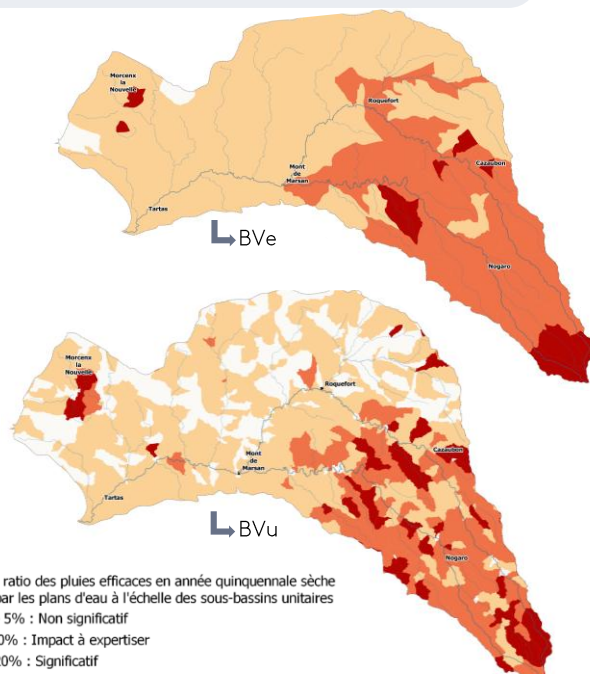 Morcenx
la
Nouvelle
Roquefort
Cazaubon
Mont
de
Marsan
Tartas
Nogaro
BVe
Morcenx
la
Nouvelle
Roquefort
Cazaubon
Mont
de
Marsan
Tartas
Nogaro
BVu
ratio des pluies efficaces en année quinquennale sèche
par les plans d'eau à l'échelle des sous-bassins unitaires
5% : Non significatif
0% : Impact à expertiser
20% : Significatif